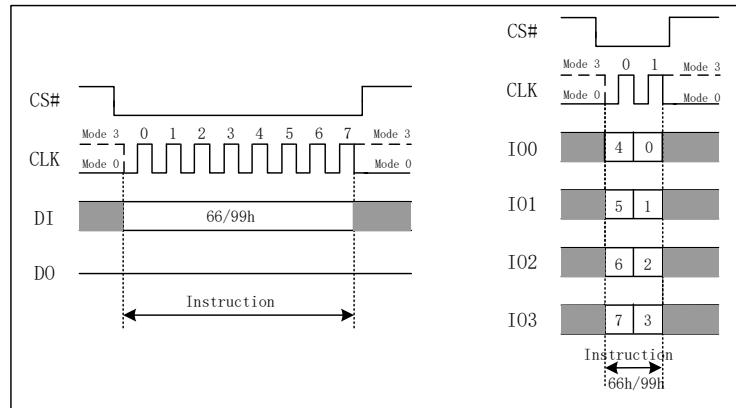 CS#
Mode 3 0 1 2 3 4 5 6 7 Mode 3
CLK
Mode 0 Mode 0
DI 66/99h
DO
Instruction
CS#
Mode 3 0 1 Mode 3
CLK
Mode 0 Mode 0
IO0 4 0
IO1 5 1
IO2 6 2
IO3 7 3
Instruction
66h/99h